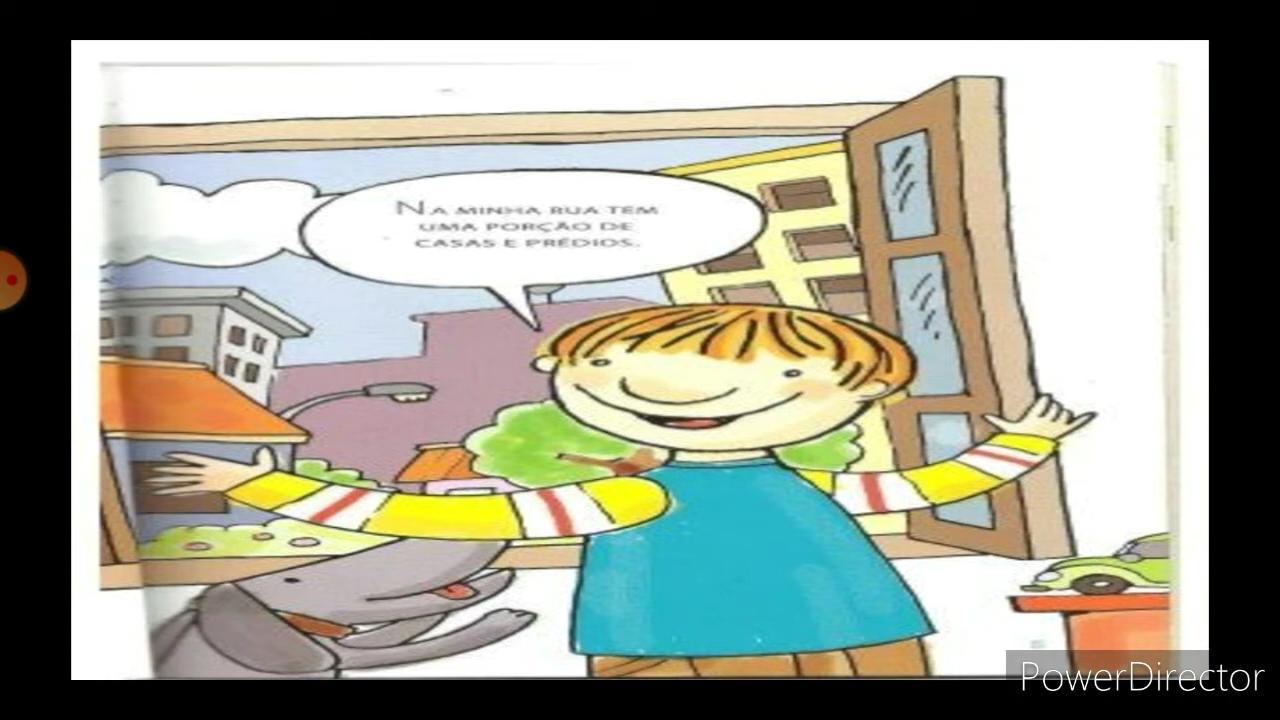 NA MINHA RUA TEM
UMA PORÇÃO DE
CASAS E PRÉDIOS.
PowerDirector